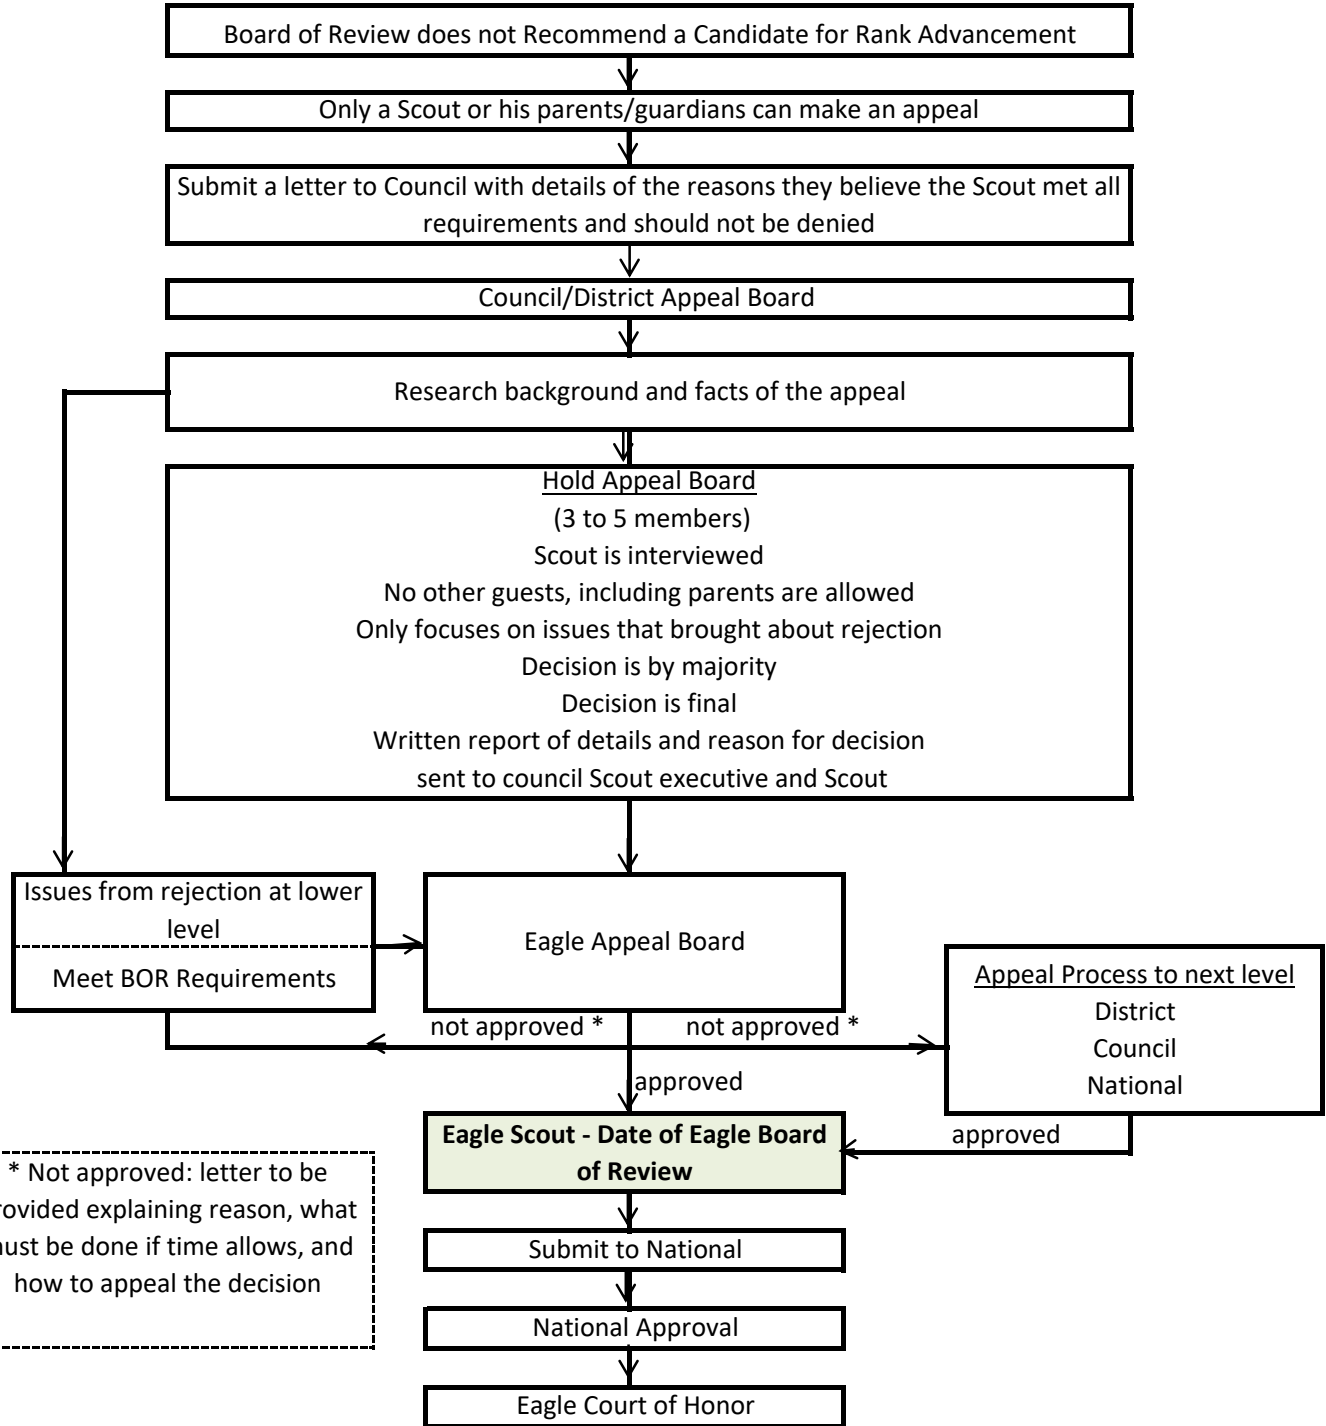 Board of Review does not Recommend a Candidate for Rank Advancement
Only a Scout or his parents/guardians can make an appeal
Submit a letter to Council with details of the reasons they believe the Scout met all
requirements and should not be denied
Council/District Appeal Board
Research background and facts of the appeal
Hold Appeal Board
(3 to 5 members)
Scout is interviewed
No other guests, including parents are allowed
Only focuses on issues that brought about rejection
Decision is by majority
Decision is final
Written report of details and reason for decision
sent to council Scout executive and Scout
Issues from rejection at lower
level
Meet BOR Requirements
Eagle Appeal Board
Appeal Process to next level
District
Council
National
not approved *
not approved *
approved
approved
Eagle Scout - Date of Eagle Board
of Review
* Not approved: letter to be
rovided explaining reason, what
ust be done if time allows, and
how to appeal the decision
Submit to National
National Approval
Eagle Court of Honor